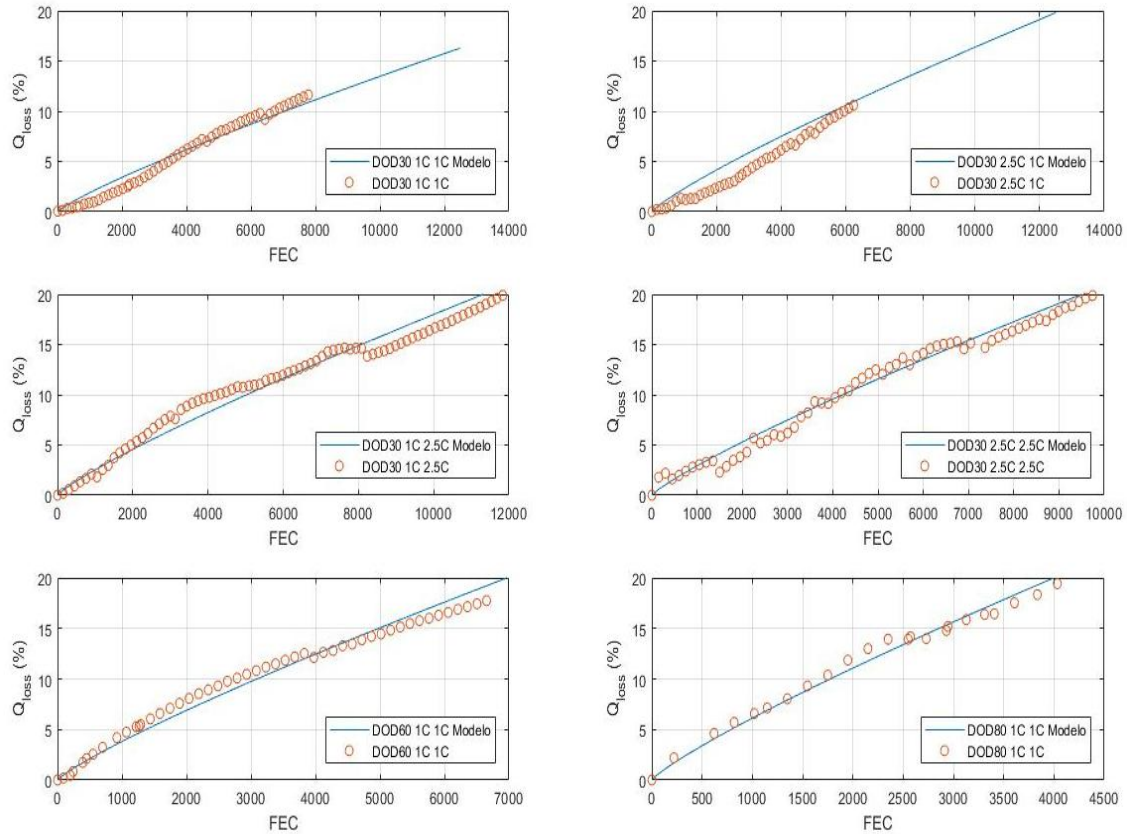 20
15
10
5
0
Q_loss (%)
DOD30 1C 1C Modelo
DOD30 1C 1C
0 2000 4000 6000 8000 10000 12000 14000
FEC
20
15
10
5
0
Q_loss (%)
DOD30 2.5C 1C Modelo
DOD30 2.5C 1C
0 2000 4000 6000 8000 10000 12000 14000
FEC
20
15
10
5
0
Q_loss (%)
DOD30 1C 2.5C Modelo
DOD30 1C 2.5C
0 2000 4000 6000 8000 10000 12000
FEC
20
15
10
5
0
Q_loss (%)
DOD30 2.5C 2.5C Modelo
DOD30 2.5C 2.5C
0 1000 2000 3000 4000 5000 6000 7000 8000 9000 10000
FEC
20
15
10
5
0
Q_loss (%)
DOD60 1C 1C Modelo
DOD60 1C 1C
0 1000 2000 3000 4000 5000 6000 7000
FEC
20
15
10
5
0
Q_loss (%)
DOD80 1C 1C Modelo
DOD80 1C 1C
0 500 1000 1500 2000 2500 3000 3500 4000 4500
FEC